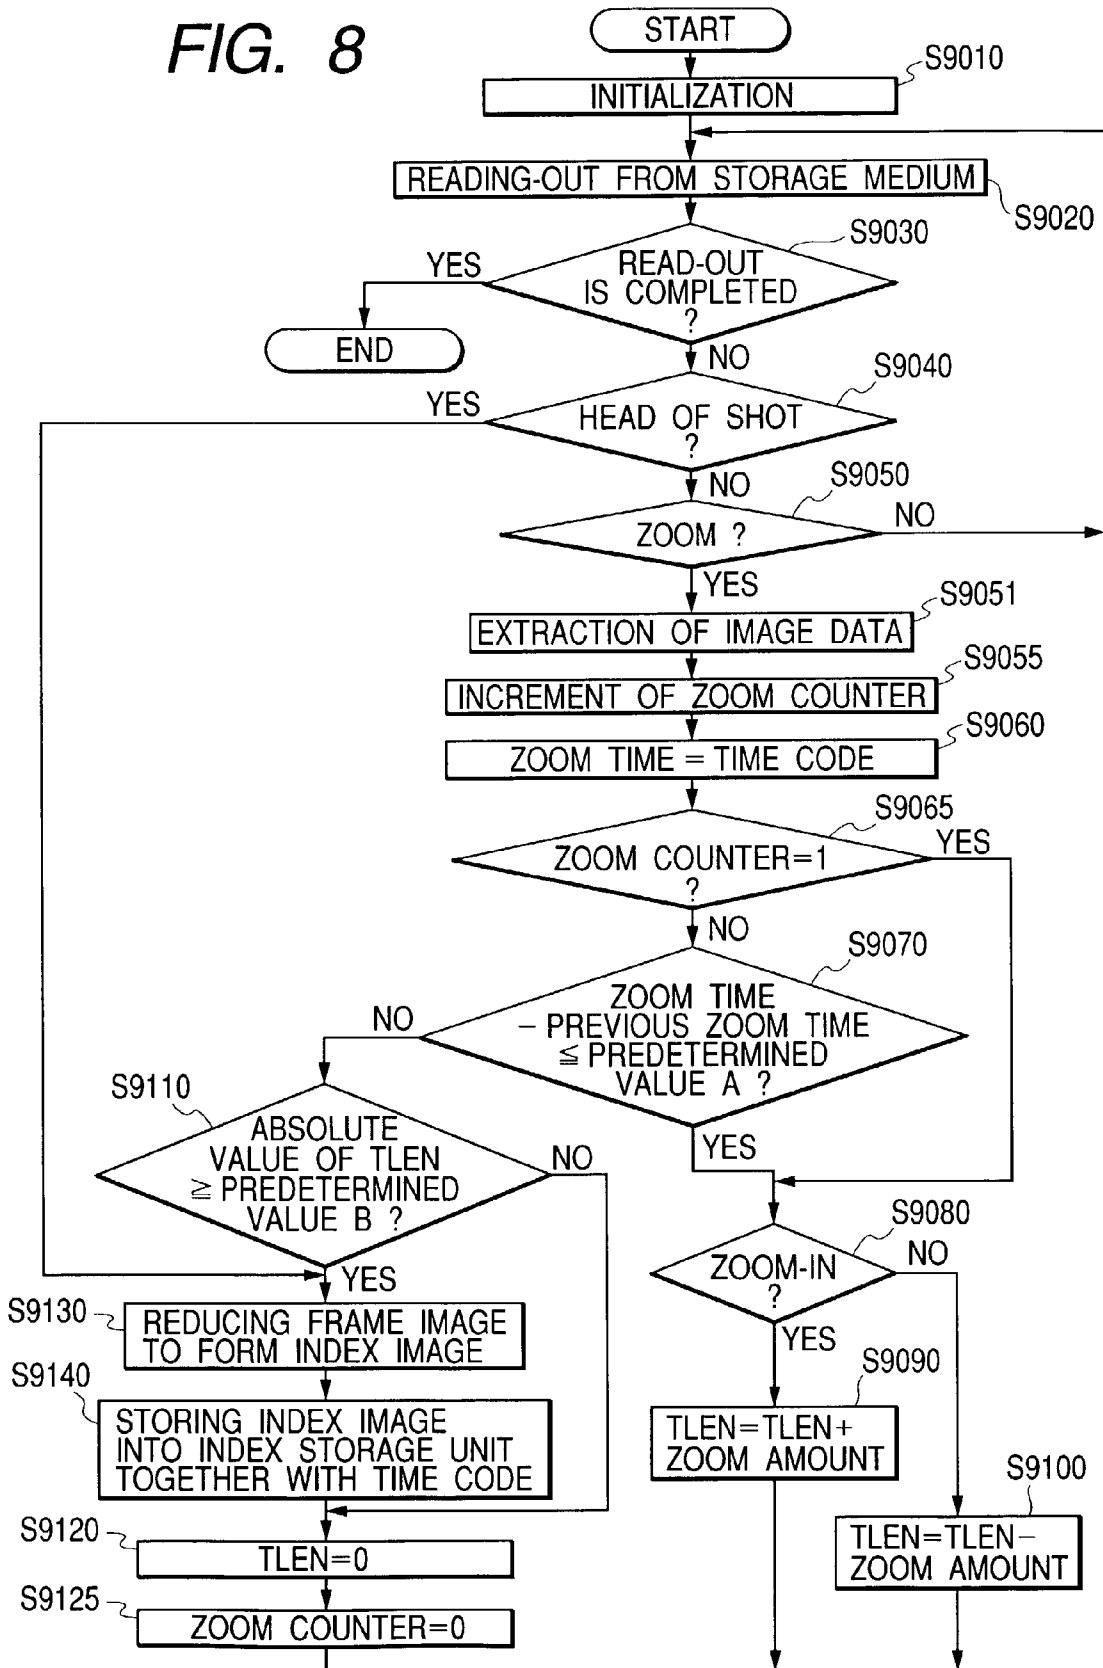 FIG. 8
START
S9010
INITIALIZATION
READING-OUT FROM STORAGE MEDIUM
S9020
S9030
YES
READ-OUT
IS COMPLETED
?
END
NO
S9040
YES
HEAD OF SHOT
?
NO
S9050
ZOOM ?
NO
YES
S9051
EXTRACTION OF IMAGE DATA
S9055
INCREMENT OF ZOOM COUNTER
S9060
ZOOM TIME = TIME CODE
S9065
ZOOM COUNTER=1
?
YES
NO
S9070
ZOOM TIME
– PREVIOUS ZOOM TIME
≦ PREDETERMINED
VALUE A ?
NO
YES
S9110
ABSOLUTE
VALUE OF TLEN
≧ PREDETERMINED
VALUE B ?
NO
YES
S9080
ZOOM-IN
?
NO
YES
S9130
REDUCING FRAME IMAGE
TO FORM INDEX IMAGE
S9140
STORING INDEX IMAGE
INTO INDEX STORAGE UNIT
TOGETHER WITH TIME CODE
S9090
TLEN=TLEN+
ZOOM AMOUNT
S9100
TLEN=TLEN–
ZOOM AMOUNT
S9120
TLEN=0
S9125
ZOOM COUNTER=0